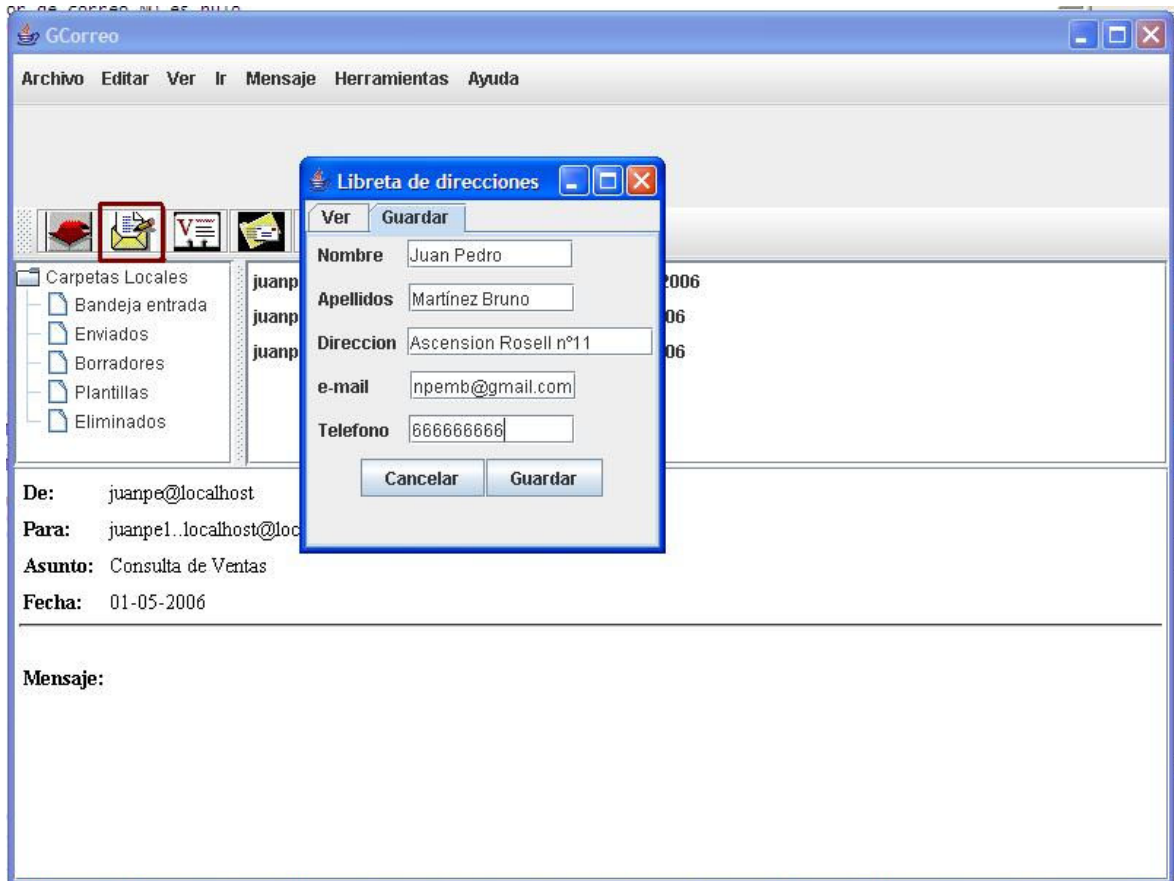 GCorreo
Archivo Editar Ver Ir Mensaje Herramientas Ayuda
Libreta de direcciones
Ver Guardar
Nombre Juan Pedro
Apellidos Martínez Bruno
Direccion Ascension Rosell nº11
e-mail npemb@gmail.com
Telefono 666666666
Cancelar Guardar
Carpetas Locales
Bandeja entrada
Enviados
Borradores
Plantillas
Eliminados
juanp 2006
juanp 06
juanp 06
De: juanpe@localhost
Para: juanpe1..localhost@loc
Asunto: Consulta de Ventas
Fecha: 01-05-2006
Mensaje: